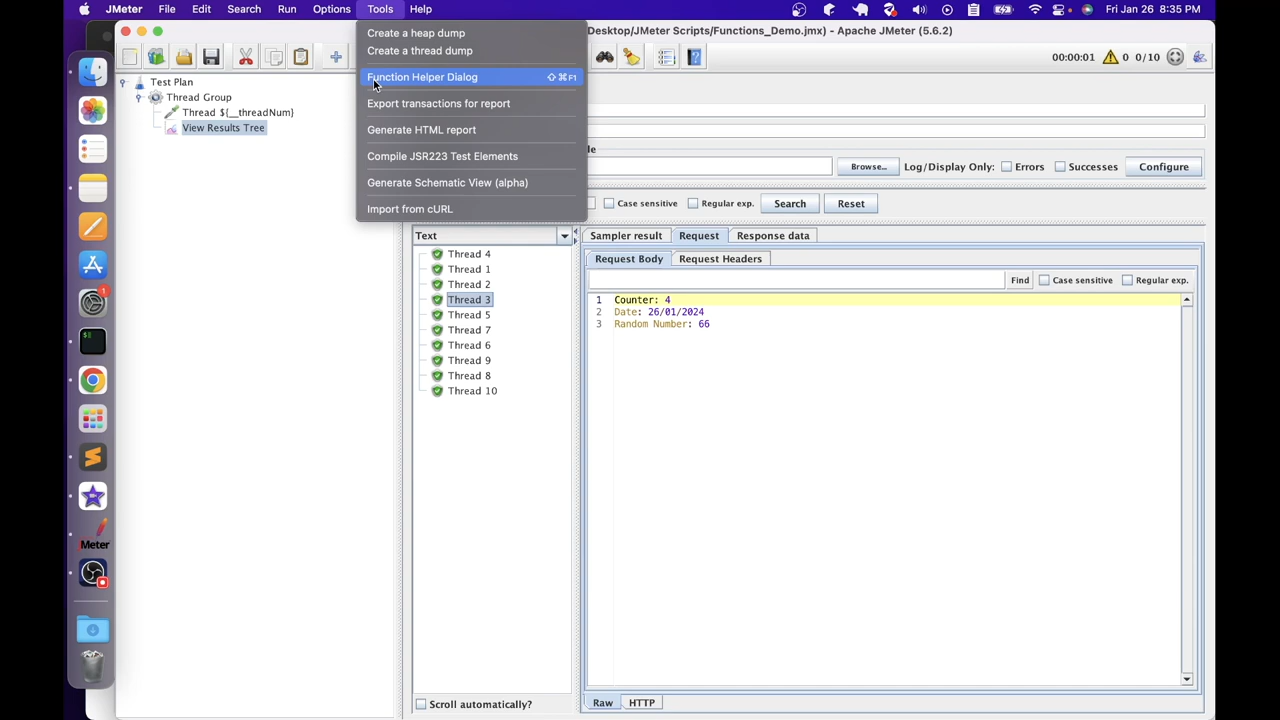 JMeter File Edit Search Run Options Tools Help Fri Jan 26 8:35 PM
Desktop/JMeter Scripts/Functions_Demo.jmx) - Apache JMeter (5.6.2)
00:00:01 0 0/10
Create a heap dump
Create a thread dump
Function Helper Dialog ⇧⌘F1
Export transactions for report
Generate HTML report
Compile JSR223 Test Elements
Generate Schematic View (alpha)
Import from cURL
Test Plan
Thread Group
Thread ${__threadNum}
View Results Tree
le
Browse... Log/Display Only: Errors Successes Configure
Case sensitive Regular exp. Search Reset
Text
Thread 4
Thread 1
Thread 2
Thread 3
Thread 5
Thread 7
Thread 6
Thread 9
Thread 8
Thread 10
Scroll automatically?
Sampler result Request Response data
Request Body Request Headers
Find Case sensitive Regular exp.
1 Counter: 4
2 Date: 26/01/2024
3 Random Number: 66
Raw HTTP
1
$
Meter